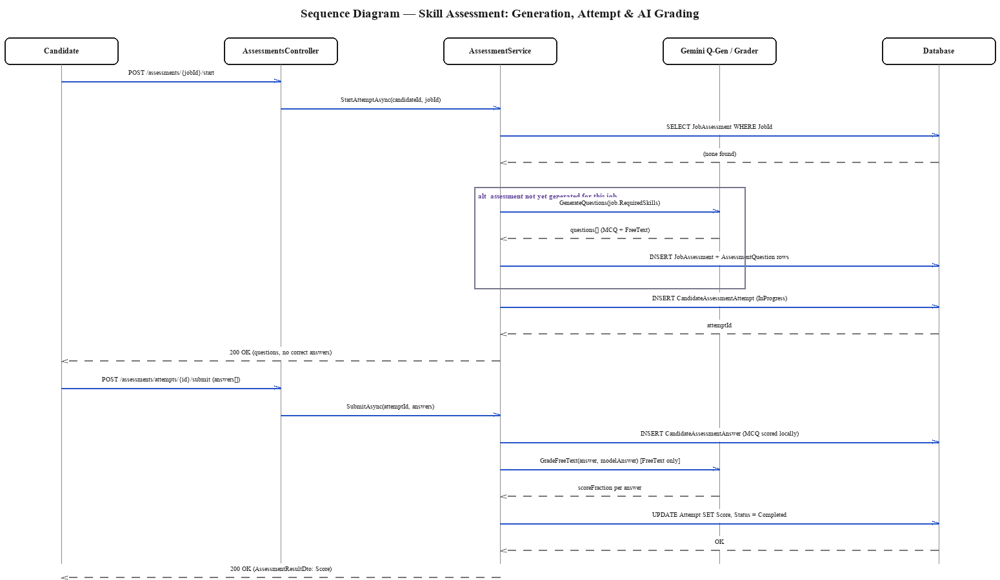 Sequence Diagram — Skill Assessment: Generation, Attempt & AI Grading
Candidate
AssessmentsController
AssessmentService
Gemini Q-Gen / Grader
Database
POST /assessments/{jobId}/start
StartAttemptAsync(candidateId, jobId)
SELECT JobAssessment WHERE JobId
(none found)
alt  assessment not yet generated for this job
GenerateQuestions(job.RequiredSkills)
questions[] (MCQ + FreeText)
INSERT JobAssessment + AssessmentQuestion rows
INSERT CandidateAssessmentAttempt (InProgress)
attemptId
200 OK (questions, no correct answers)
POST /assessments/attempts/{id}/submit (answers[])
SubmitAsync(attemptId, answers)
INSERT CandidateAssessmentAnswer (MCQ scored locally)
GradeFreeText(answer, modelAnswer) [FreeText only]
scoreFraction per answer
UPDATE Attempt SET Score, Status = Completed
OK
200 OK (AssessmentResultDto: Score)